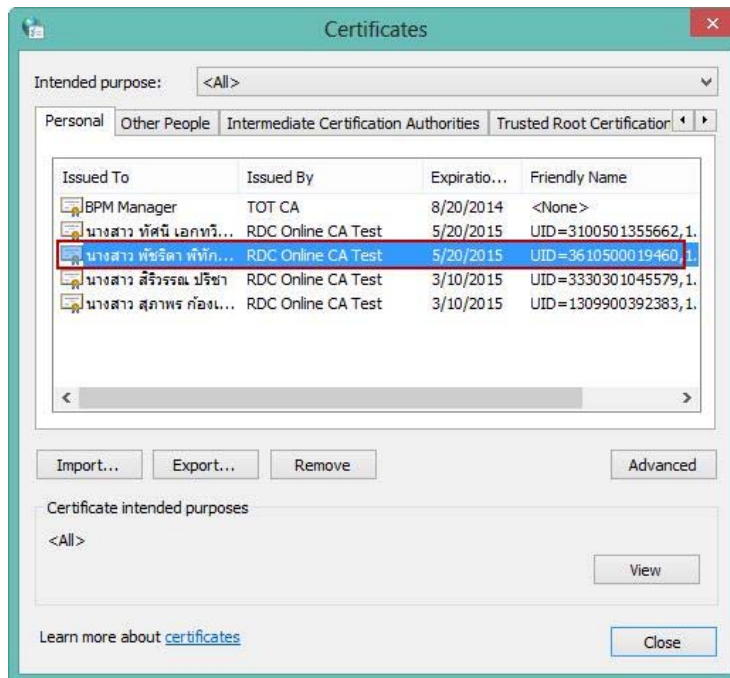 Certificates
Intended purpose: <All>
Personal Other People Intermediate Certification Authorities Trusted Root Certification
Issued To Issued By Expiratio... Friendly Name
BPM Manager TOT CA 8/20/2014 <None>
นางสาว ทัศนี เอกทวี... RDC Online CA Test 5/20/2015 UID=3100501355662,1.
นางสาว พัชริดา พิทัก... RDC Online CA Test 5/20/2015 UID=3610500019460,1.
นางสาว สิริวรรณ ปรีชา RDC Online CA Test 3/10/2015 UID=3330301045579,1.
นางสาว สุภาพร ก้องเ... RDC Online CA Test 3/10/2015 UID=1309900392383,1.
Import... Export... Remove Advanced
Certificate intended purposes
<All>
View
Learn more about certificates Close